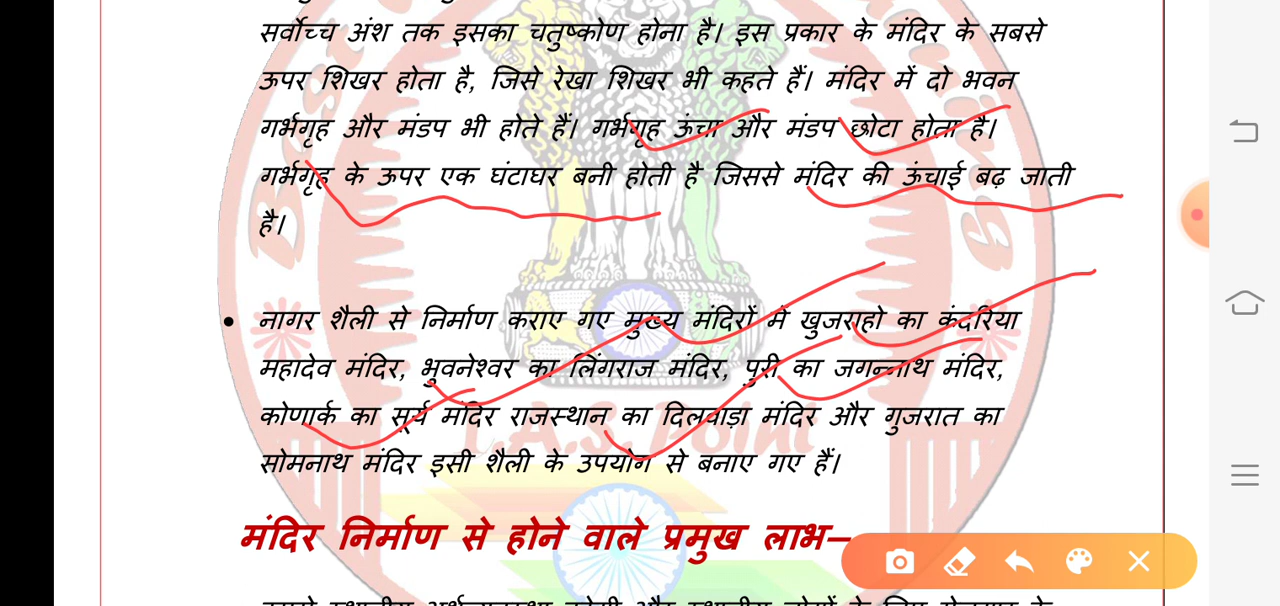 सर्वोच्च अंश तक इसका चतुष्कोण होना है। इस प्रकार के मंदिर के सबसे
ऊपर शिखर होता है, जिसे रेखा शिखर भी कहते हैं। मंदिर में दो भवन
गर्भगृह और मंडप भी होते हैं। गर्भगृह ऊंचा और मंडप छोटा होता है।
गर्भगृह के ऊपर एक घंटाघर बनी होती है जिससे मंदिर की ऊंचाई बढ़ जाती
है।
• नागर शैली से निर्माण कराए गए मुख्य मंदिरों में खुजराहो का कंदरिया
महादेव मंदिर, भुवनेश्वर का लिंगराज मंदिर, पुरी का जगन्नाथ मंदिर,
कोणार्क का सूर्य मंदिर राजस्थान का दिलवाड़ा मंदिर और गुजरात का
सोमनाथ मंदिर इसी शैली के उपयोग से बनाए गए हैं।
I.A.S. Point
मंदिर निर्माण से होने वाले प्रमुख लाभ–